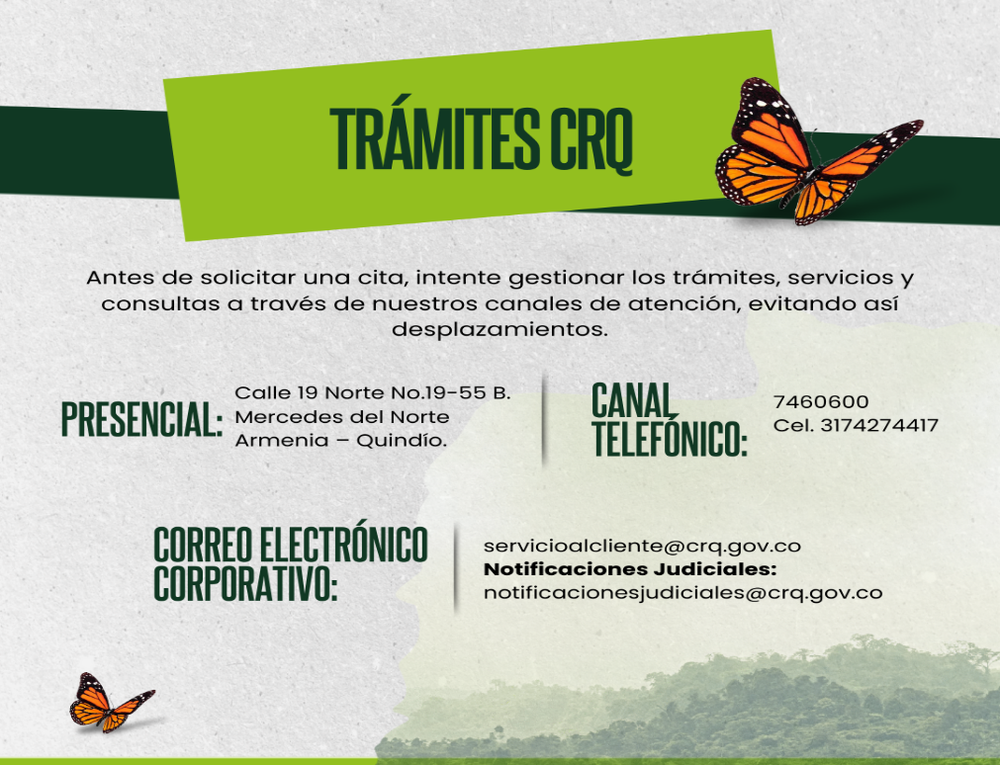 TRÁMITES CRQ
Antes de solicitar una cita, intente gestionar los trámites, servicios y
consultas a través de nuestros canales de atención, evitando así
desplazamientos.
PRESENCIAL:
Calle 19 Norte No.19-55 B.
Mercedes del Norte
Armenia – Quindío.
CANAL
TELEFÓNICO:
7460600
Cel. 3174274417
CORREO ELECTRÓNICO
CORPORATIVO:
servicioalcliente@crq.gov.co
Notificaciones Judiciales:
notificacionesjudiciales@crq.gov.co